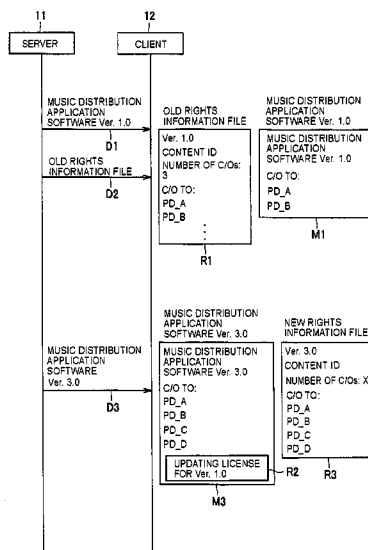 11
12
SERVER
CLIENT
MUSIC DISTRIBUTION
APPLICATION
SOFTWARE Ver. 1.0
D1
OLD RIGHTS
INFORMATION FILE
D2
OLD RIGHTS
INFORMATION FILE
Ver. 1.0
CONTENT ID
NUMBER OF C/Os:
3
C/O TO:
PD_A
PD_B
R1
MUSIC DISTRIBUTION
APPLICATION
SOFTWARE Ver. 1.0
MUSIC DISTRIBUTION
APPLICATION
SOFTWARE Ver. 1.0
C/O TO:
PD_A
PD_B
M1
MUSIC DISTRIBUTION
APPLICATION
SOFTWARE
Ver. 3.0
D3
MUSIC DISTRIBUTION
APPLICATION
SOFTWARE Ver. 3.0
MUSIC DISTRIBUTION
APPLICATION
SOFTWARE Ver. 3.0
C/O TO:
PD_A
PD_B
PD_C
PD_D
UPDATING LICENSE
FOR Ver. 1.0
R2
M3
NEW RIGHTS
INFORMATION FILE
Ver. 3.0
CONTENT ID
NUMBER OF C/Os: X
C/O TO:
PD_A
PD_B
PD_C
PD_D
R3